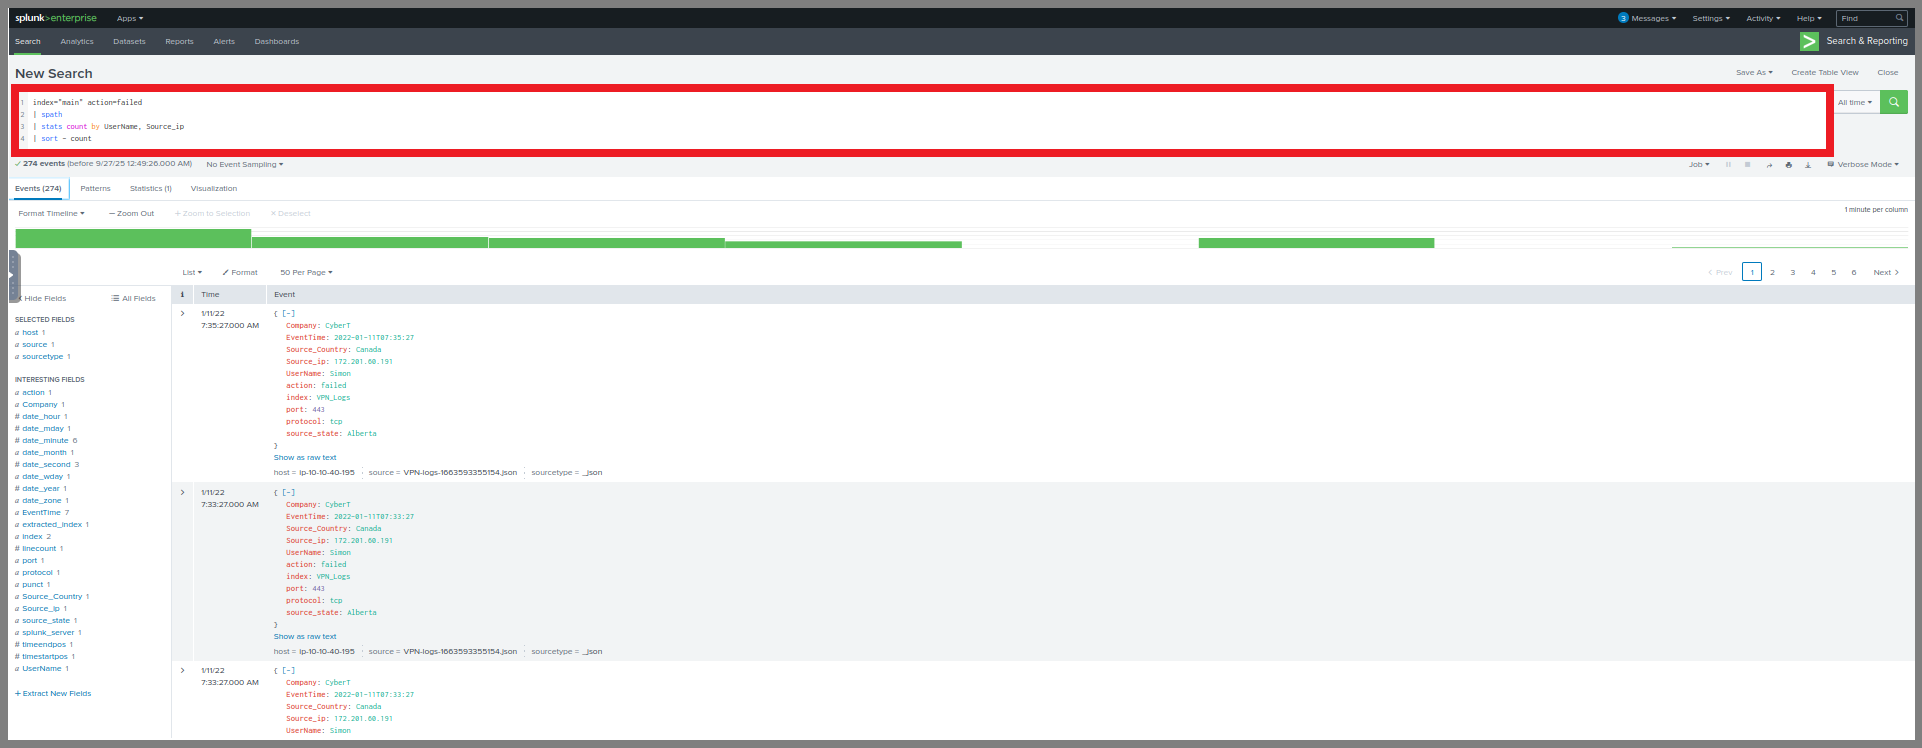 splunk>enterprise Apps 3 Messages Settings Activity Help Find
Search Analytics Datasets Reports Alerts Dashboards Search & Reporting
New Search Save As Create Table View Close
1 index="main" action=failed All time
2 | spath
3 | stats count by UserName, Source_ip
4 | sort - count
274 events (before 9/27/25 12:49:26.000 AM) No Event Sampling Job Verbose Mode
Events (274) Patterns Statistics (1) Visualization
Format Timeline — Zoom Out + Zoom to Selection × Deselect 1 minute per column
List Format 50 Per Page < Prev 1 2 3 4 5 6 Next >
Hide Fields All Fields
SELECTED FIELDS
a host 1
a source 1
a sourcetype 1
INTERESTING FIELDS
a action 1
a Company 1
# date_hour 1
# date_mday 1
# date_minute 6
a date_month 1
# date_second 3
a date_wday 1
# date_year 1
a date_zone 1
a EventTime 7
a extracted_index 1
a index 2
# linecount 1
a port 1
a protocol 1
a punct 1
a Source_Country 1
a Source_ip 1
a source_state 1
a splunk_server 1
# timeendpos 1
# timestartpos 1
a UserName 1
+ Extract New Fields
i Time Event
> 1/11/22 { [-]
7:35:27.000 AM Company: CyberT
EventTime: 2022-01-11T07:35:27
Source_Country: Canada
Source_ip: 172.201.60.191
UserName: Simon
action: failed
index: VPN_Logs
port: 443
protocol: tcp
source_state: Alberta
}
Show as raw text
host = ip-10-10-40-195 source = VPN-logs-1663593355154.json sourcetype = _json
> 1/11/22 { [-]
7:33:27.000 AM Company: CyberT
EventTime: 2022-01-11T07:33:27
Source_Country: Canada
Source_ip: 172.201.60.191
UserName: Simon
action: failed
index: VPN_Logs
port: 443
protocol: tcp
source_state: Alberta
}
Show as raw text
host = ip-10-10-40-195 source = VPN-logs-1663593355154.json sourcetype = _json
> 1/11/22 { [-]
7:33:27.000 AM Company: CyberT
EventTime: 2022-01-11T07:33:27
Source_Country: Canada
Source_ip: 172.201.60.191
UserName: Simon